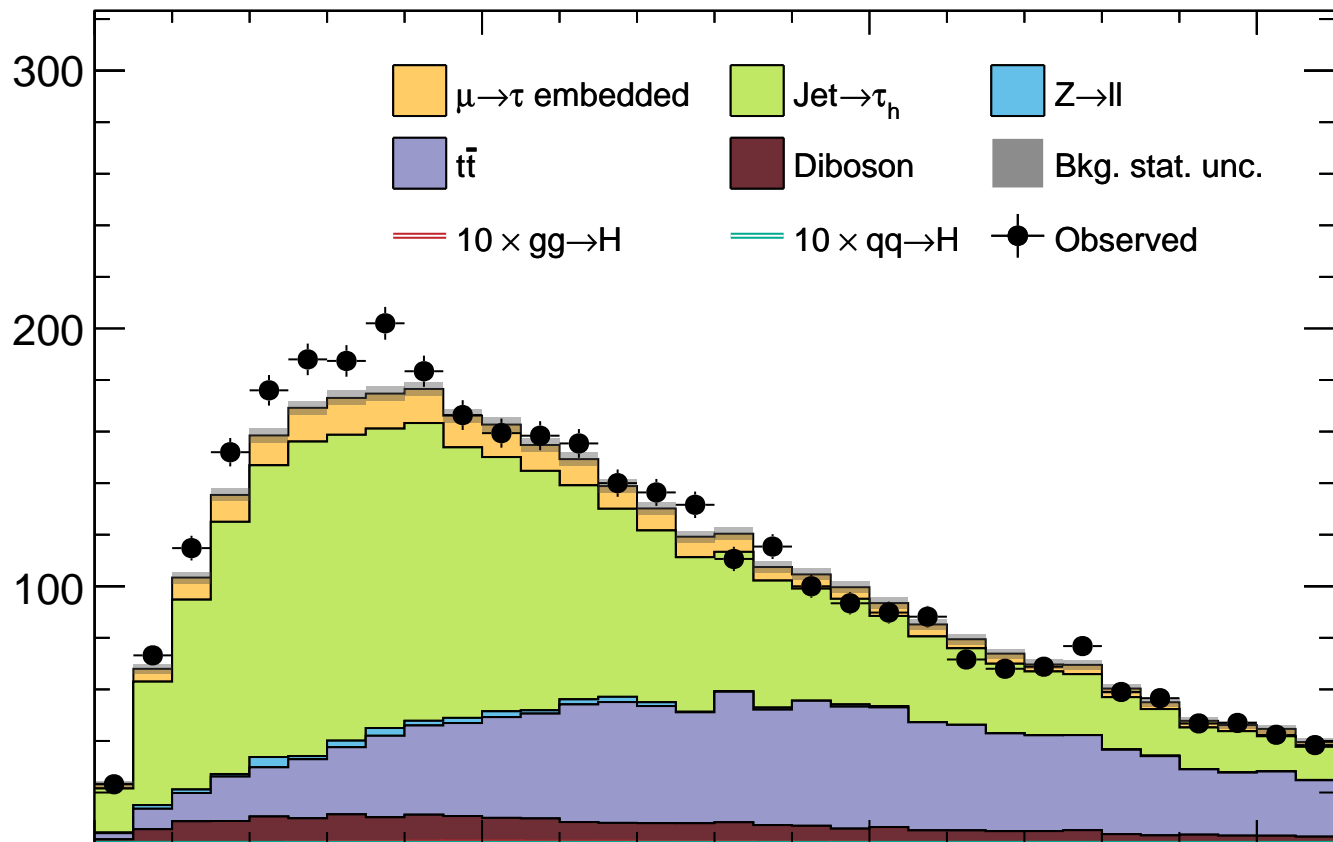 300
μ→τ embedded Jet→τₕ Z→ll
tt̄ Diboson Bkg. stat. unc.
10 × gg→H 10 × qq→H Observed
200
100